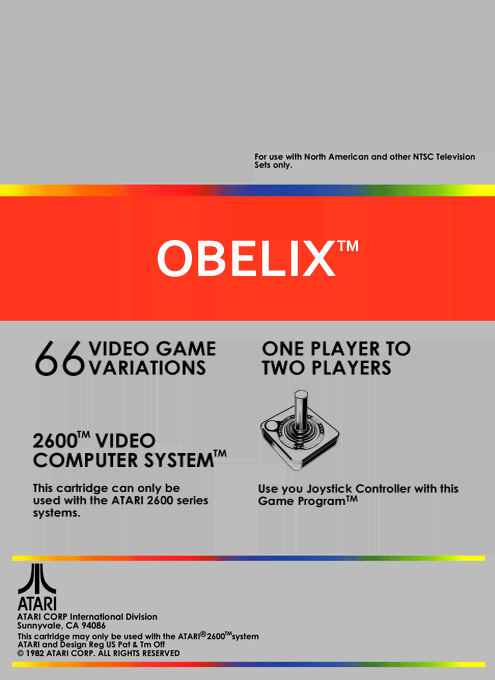 For use with North American and other NTSC Television
Sets only.
OBELIX™
66 VIDEO GAME
VARIATIONS
ONE PLAYER TO
TWO PLAYERS
2600™ VIDEO
COMPUTER SYSTEM™
This cartridge can only be
used with the ATARI 2600 series
systems.
Use you Joystick Controller with this
Game Program™
ATARI
ATARI CORP International Division
Sunnyvale, CA 94086
This cartridge may only be used with the ATARI® 2600™system
ATARI and Design Reg US Pat & Tm Off
© 1982 ATARI CORP. ALL RIGHTS RESERVED